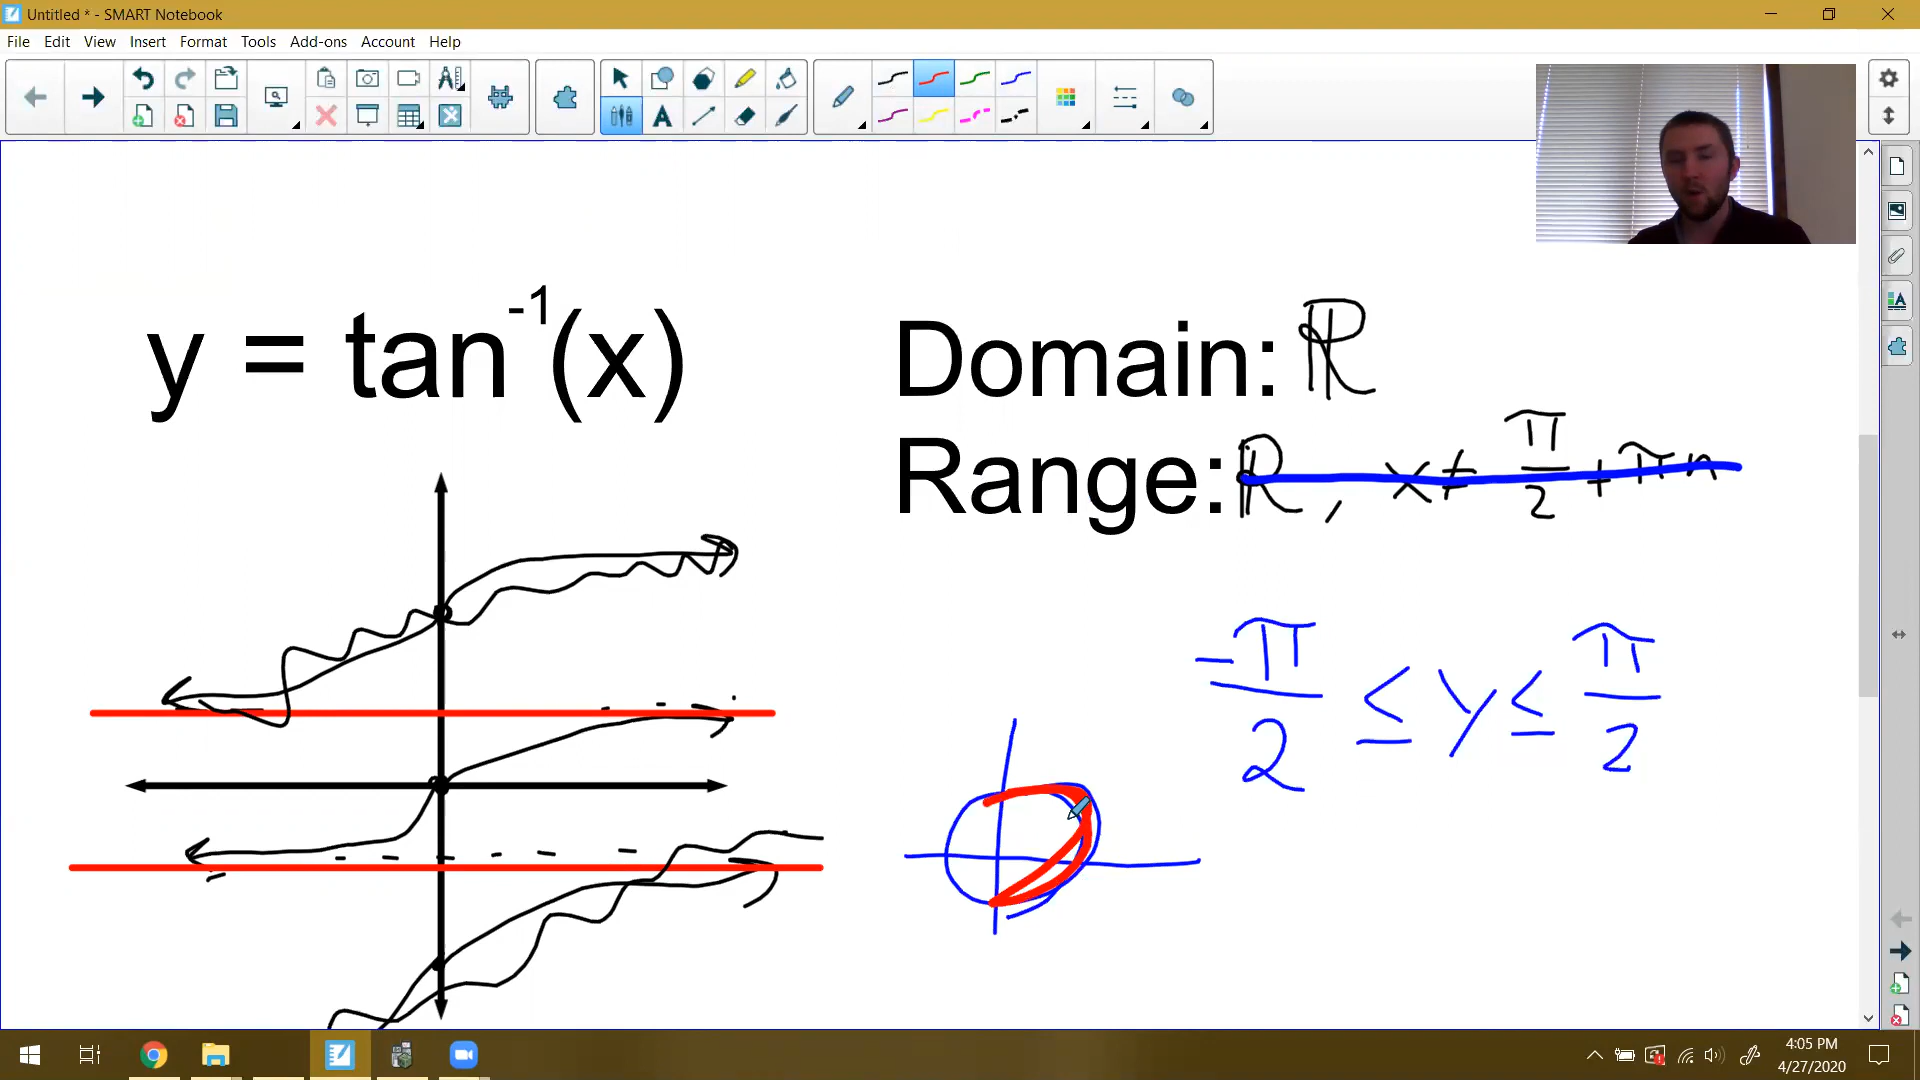 Untitled * - SMART Notebook
File Edit View Insert Format Tools Add-ons Account Help
y = tan⁻¹(x)
Domain: ℝ
Range: ℝ, x ≠ π/2 + πn
-π/2 ≤ y ≤ π/2
4:05 PM
4/27/2020